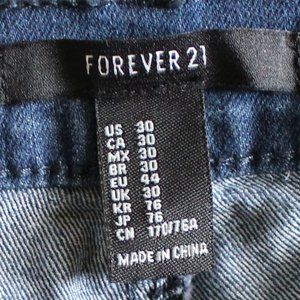 FOREVER 21
US 30
CA 30
MX 30
BR 30
EU 44
UK 30
KR 76
JP 76
CN 170/76A
MADE IN CHINA